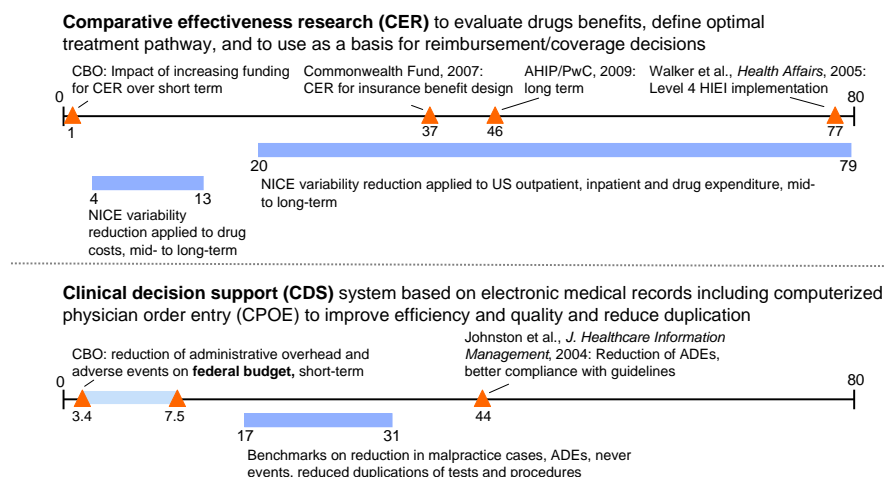 Comparative effectiveness research (CER) to evaluate drugs benefits, define optimal
treatment pathway, and to use as a basis for reimbursement/coverage decisions
CBO: Impact of increasing funding
for CER over short term
Commonwealth Fund, 2007:
CER for insurance benefit design
AHIP/PwC, 2009:
long term
Walker et al., Health Affairs, 2005:
Level 4 HIEI implementation
0
80
1
37
46
77
20
79
NICE variability reduction applied to US outpatient, inpatient and drug expenditure, mid-
to long-term
4
13
NICE variability
reduction applied to drug
costs, mid- to long-term
Clinical decision support (CDS) system based on electronic medical records including computerized
physician order entry (CPOE) to improve efficiency and quality and reduce duplication
CBO: reduction of administrative overhead and
adverse events on federal budget, short-term
Johnston et al., J. Healthcare Information
Management, 2004: Reduction of ADEs,
better compliance with guidelines
0
80
3.4
7.5
44
17
31
Benchmarks on reduction in malpractice cases, ADEs, never
events, reduced duplications of tests and procedures